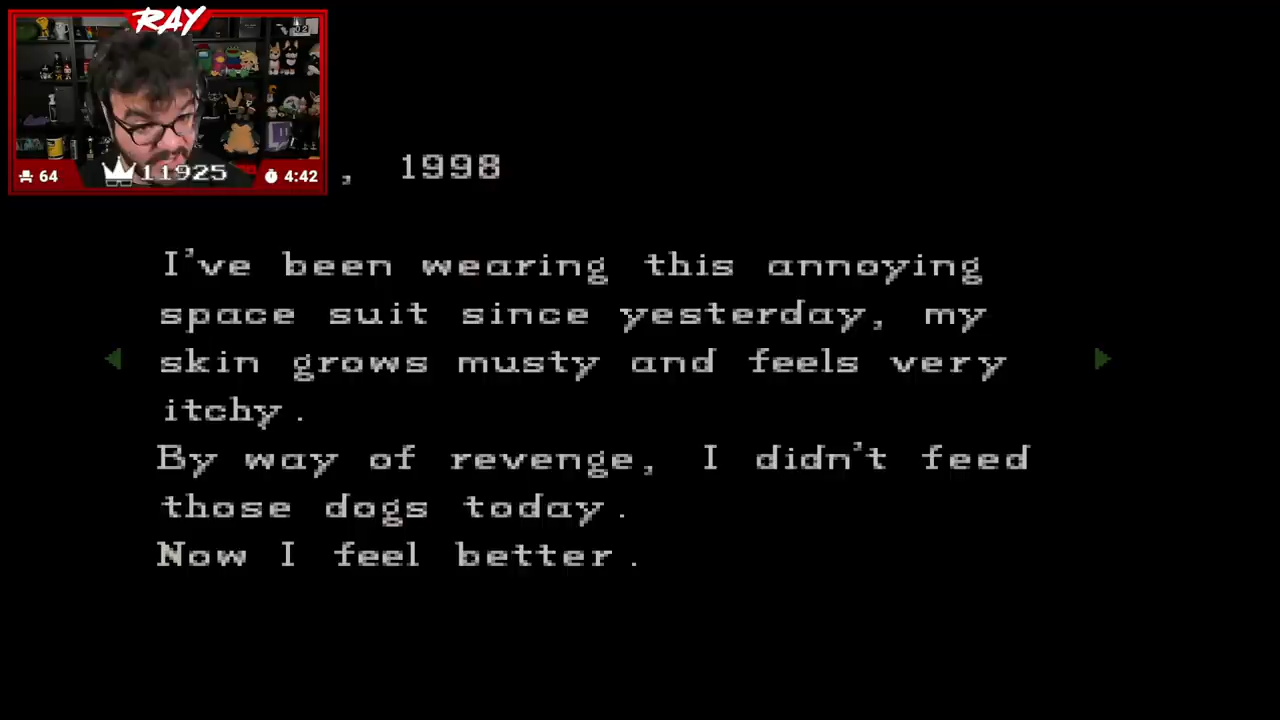 RAY
64
11925
4:42
, 1998
I've been wearing this annoying
space suit since yesterday, my
skin grows musty and feels very
itchy.
By way of revenge, I didn't feed
those dogs today.
Now I feel better.